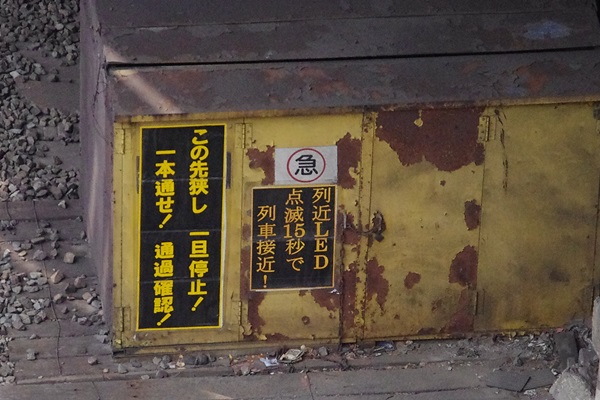 この先狭し 一旦停止!
一本通せ! 通過確認!
急
列近LED
点滅15秒で
列車接近!